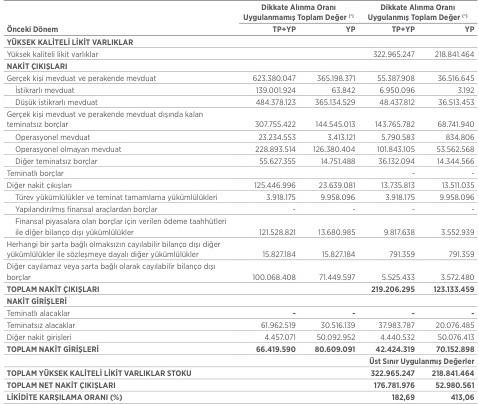 Dikkate Alınma Oranı Dikkate Alınma Oranı
Uygulanmamış Toplam Değer (*) Uygulanmış Toplam Değer (*)
Önceki Dönem TP+YP YP TP+YP YP
YÜKSEK KALİTELİ LİKİT VARLIKLAR
Yüksek kaliteli likit varlıklar 322.965.247 218.841.464
NAKİT ÇIKIŞLARI
Gerçek kişi mevduat ve perakende mevduat 623.380.047 365.198.371 55.387.908 36.516.645
İstikrarlı mevduat 139.001.924 63.842 6.950.096 3.192
Düşük istikrarlı mevduat 484.378.123 365.134.529 48.437.812 36.513.453
Gerçek kişi mevduat ve perakende mevduat dışında kalan
teminatsız borçlar 307.755.422 144.545.013 143.765.782 68.741.940
Operasyonel mevduat 23.234.553 3.413.121 5.790.583 834.806
Operasyonel olmayan mevduat 228.893.514 126.380.404 101.843.105 53.562.568
Diğer teminatsız borçlar 55.627.355 14.751.488 36.132.094 14.344.566
Teminatlı borçlar - -
Diğer nakit çıkışları 125.446.996 23.639.081 13.735.813 13.511.035
Türev yükümlülükler ve teminat tamamlama yükümlülükleri 3.918.175 9.958.096 3.918.175 9.958.096
Yapılandırılmış finansal araçlardan borçlar - - - -
Finansal piyasalara olan borçlar için verilen ödeme taahhütleri
ile diğer bilanço dışı yükümlülükler 121.528.821 13.680.985 9.817.638 3.552.939
Herhangi bir şarta bağlı olmaksızın cayılabilir bilanço dışı diğer
yükümlülükler ile sözleşmeye dayalı diğer yükümlülükler 15.827.184 15.827.184 791.359 791.359
Diğer cayılamaz veya şarta bağlı olarak cayılabilir bilanço dışı
borçlar 100.068.408 71.449.597 5.525.433 3.572.480
TOPLAM NAKİT ÇIKIŞLARI 219.206.295 123.133.459
NAKİT GİRİŞLERİ
Teminatlı alacaklar - - - -
Teminatsız alacaklar 61.962.519 30.516.139 37.983.787 20.076.485
Diğer nakit girişleri 4.457.071 50.092.952 4.440.532 50.076.413
TOPLAM NAKİT GİRİŞLERİ 66.419.590 80.609.091 42.424.319 70.152.898
Üst Sınır Uygulanmış Değerler
TOPLAM YÜKSEK KALİTELİ LİKİT VARLIKLAR STOKU 322.965.247 218.841.464
TOPLAM NET NAKİT ÇIKIŞLARI 176.781.976 52.980.561
LİKİDİTE KARŞILAMA ORANI (%) 182,69 413,06